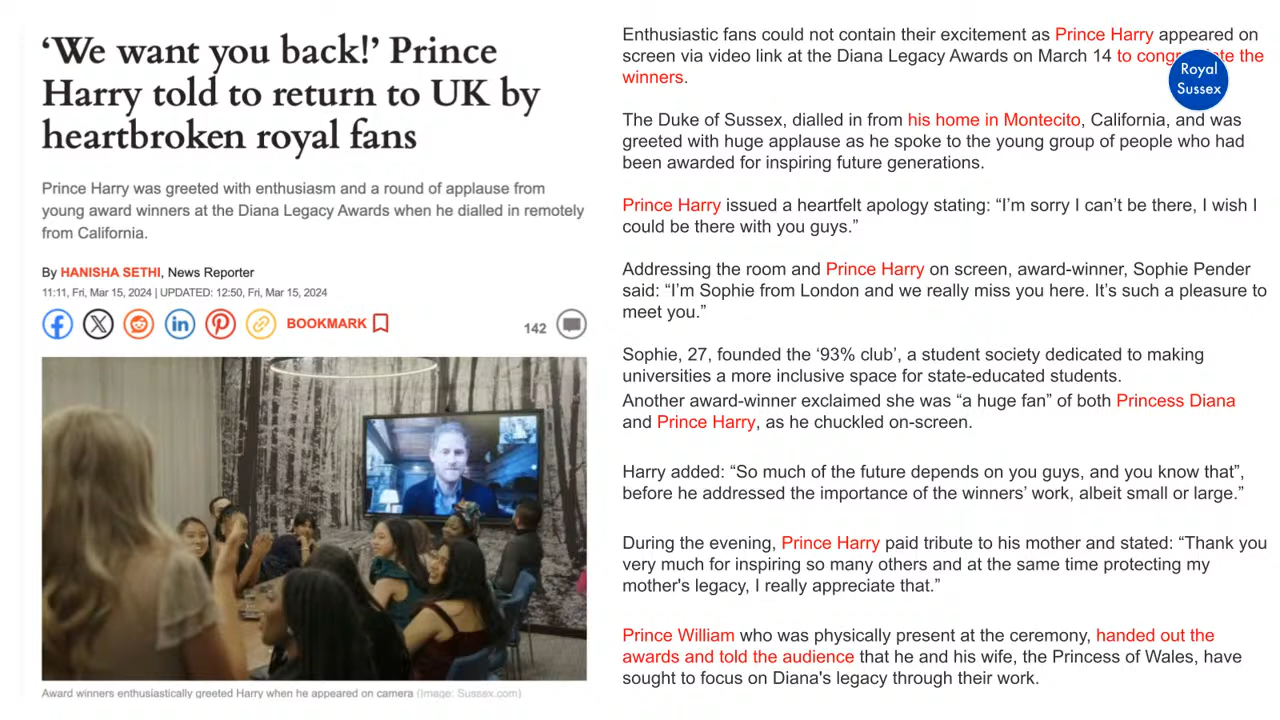 ‘We want you back!’ Prince
Harry told to return to UK by
heartbroken royal fans
Prince Harry was greeted with enthusiasm and a round of applause from
young award winners at the Diana Legacy Awards when he dialled in remotely
from California.
By HANISHA SETHI, News Reporter
11:11, Fri, Mar 15, 2024 | UPDATED: 12:50, Fri, Mar 15, 2024
BOOKMARK
142
Award winners enthusiastically greeted Harry when he appeared on camera (Image: Sussex.com)
Enthusiastic fans could not contain their excitement as Prince Harry appeared on
screen via video link at the Diana Legacy Awards on March 14 to the
winners.
Royal
Sussex
The Duke of Sussex, dialled in from his home in Montecito, California, and was
greeted with huge applause as he spoke to the young group of people who had
been awarded for inspiring future generations.
Prince Harry issued a heartfelt apology stating: “I’m sorry I can’t be there, I wish I
could be there with you guys.”
Addressing the room and Prince Harry on screen, award-winner, Sophie Pender
said: “I’m Sophie from London and we really miss you here. It’s such a pleasure to
meet you.”
Sophie, 27, founded the ‘93% club’, a student society dedicated to making
universities a more inclusive space for state-educated students.
Another award-winner exclaimed she was “a huge fan” of both Princess Diana
and Prince Harry, as he chuckled on-screen.
Harry added: “So much of the future depends on you guys, and you know that”,
before he addressed the importance of the winners’ work, albeit small or large.”
During the evening, Prince Harry paid tribute to his mother and stated: “Thank you
very much for inspiring so many others and at the same time protecting my
mother's legacy, I really appreciate that.”
Prince William who was physically present at the ceremony, handed out the
awards and told the audience that he and his wife, the Princess of Wales, have
sought to focus on Diana's legacy through their work.